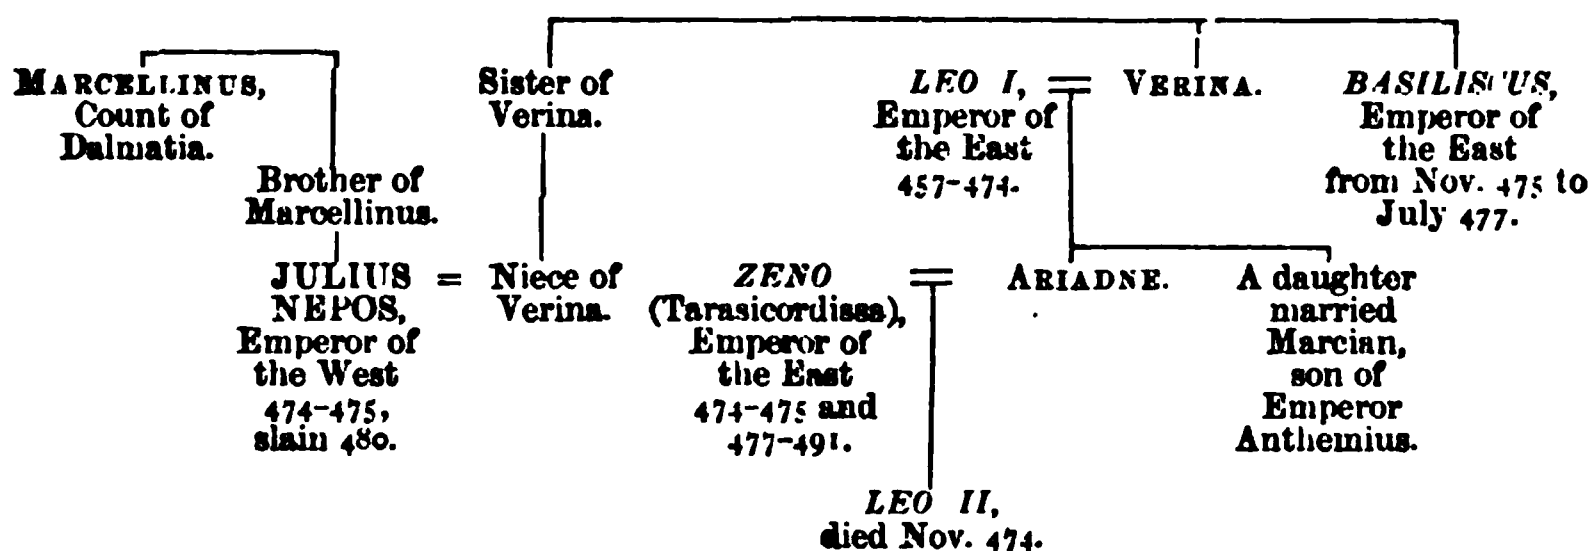 MARCELLINUS,
Count of
Dalmatia.
Brother of
Marcellinus.
JULIUS
NEPOS,
Emperor of
the West
474-475,
slain 480.
=
Sister of
Verina.
Niece of
Verina.
LEO I,
Emperor of
the East
457-474.
=
VERINA.
BASILISCUS,
Emperor of
the East
from Nov. 475 to
July 477.
ZENO
(Tarasicordissa),
Emperor of
the East
474-475 and
477-491.
=
ARIADNE.
A daughter
married
Marcian,
son of
Emperor
Anthemius.
LEO II,
died Nov. 474.